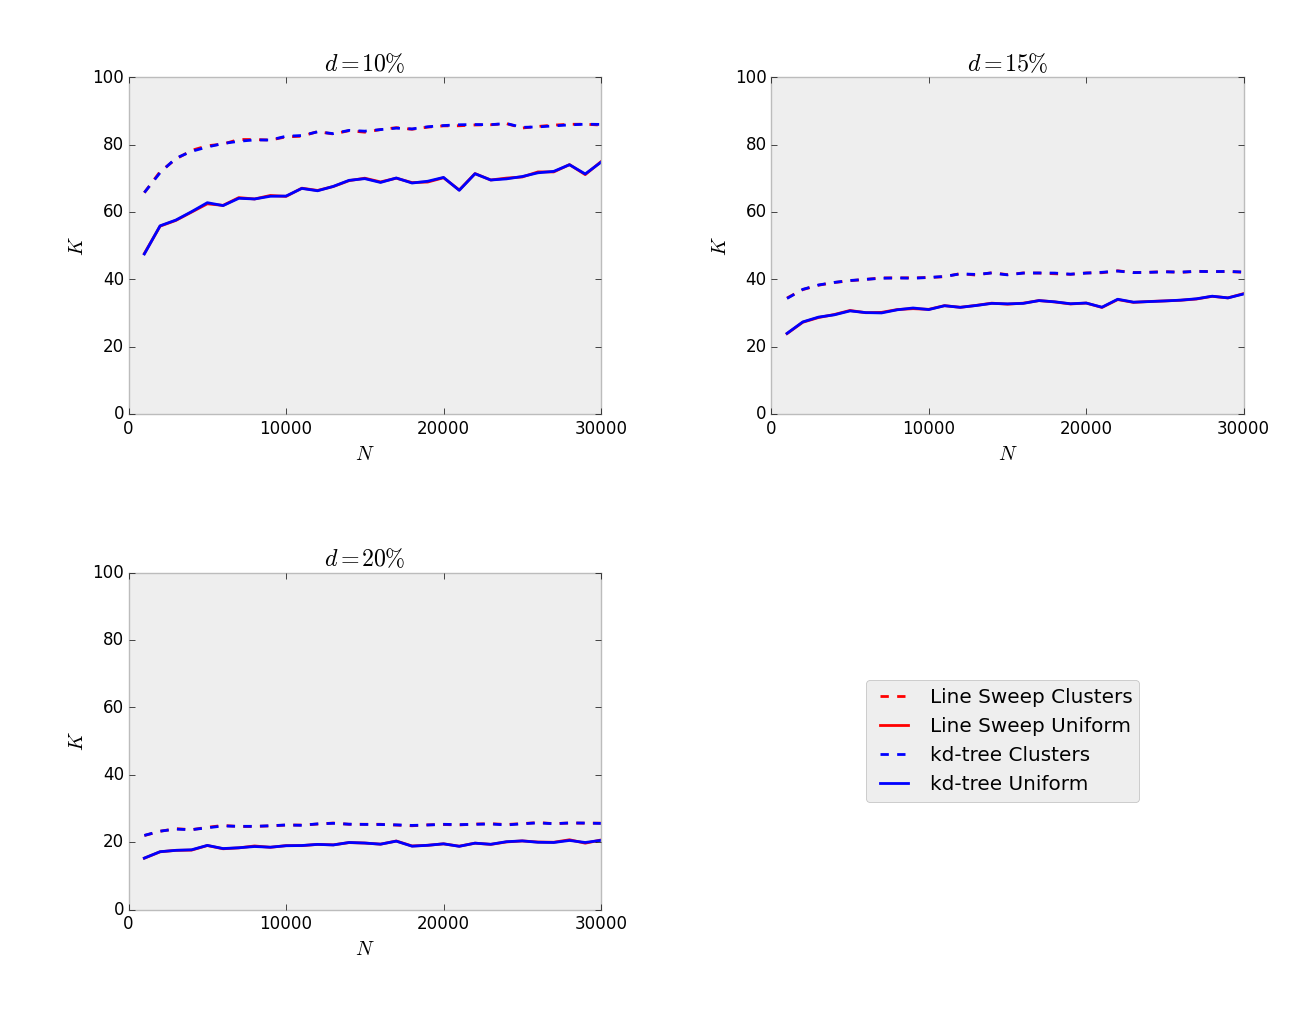 d = 10%
100
80
60
40
20
0
K
0 10000 20000 30000
N
d = 15%
100
80
60
40
20
0
K
0 10000 20000 30000
N
d = 20%
100
80
60
40
20
0
K
0 10000 20000 30000
N
Line Sweep Clusters
Line Sweep Uniform
kd-tree Clusters
kd-tree Uniform